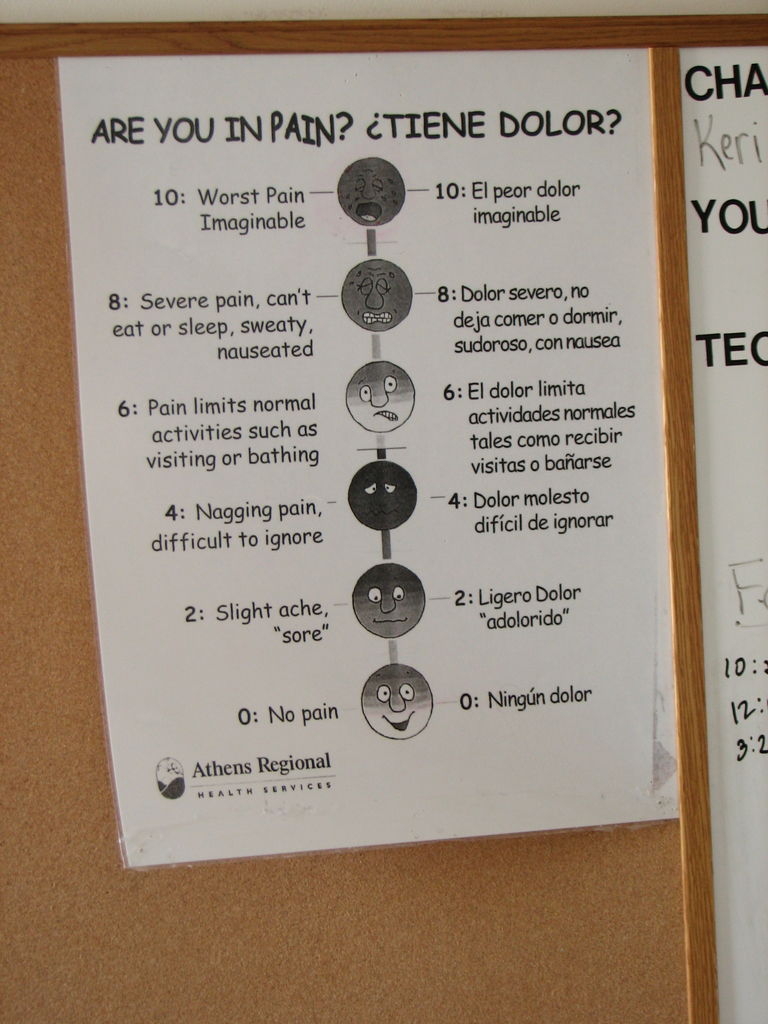 ARE YOU IN PAIN? ¿TIENE DOLOR?
10: Worst Pain
Imaginable
10: El peor dolor
imaginable
8: Severe pain, can't
eat or sleep, sweaty,
nauseated
8: Dolor severo, no
deja comer o dormir,
sudoroso, con nausea
6: Pain limits normal
activities such as
visiting or bathing
6: El dolor limita
actividades normales
tales como recibir
visitas o bañarse
4: Nagging pain,
difficult to ignore
4: Dolor molesto
difícil de ignorar
2: Slight ache,
"sore"
2: Ligero Dolor
"adolorido"
0: No pain
0: Ningún dolor
Athens Regional
HEALTH SERVICES
CHA
Keri
YOU
TEC
10:
12:
3:2